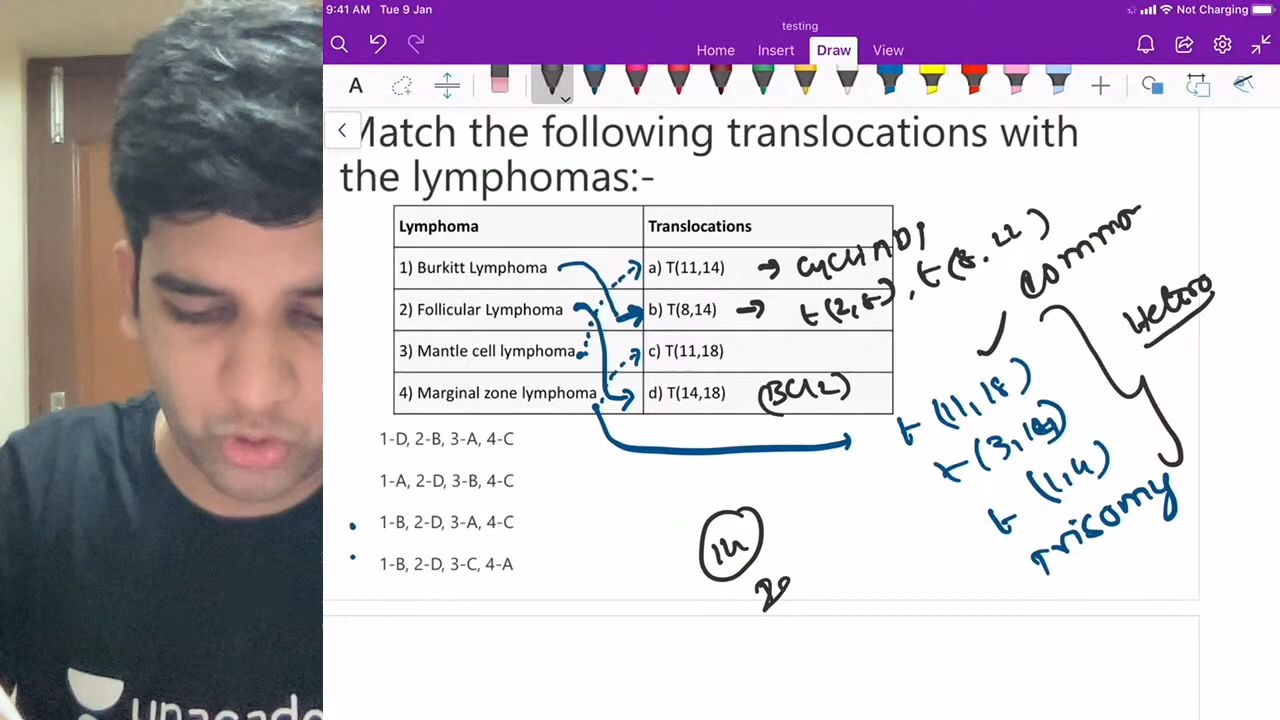 9:41 AM Tue 9 Jan
Not Charging
testing
Home Insert Draw View
A
Match the following translocations with
the lymphomas:-
Lymphoma Translocations
1) Burkitt Lymphoma a) T(11,14) → CYCLIN D1
2) Follicular Lymphoma b) T(8,14) → t(2,8), t(8,22)
3) Mantle cell lymphoma c) T(11,18)
4) Marginal zone lymphoma d) T(14,18) (BCl2)
common
Hetero
t(11,18)
t(3,14)
t(1,14)
Trisomy
1-D, 2-B, 3-A, 4-C
1-A, 2-D, 3-B, 4-C
1-B, 2-D, 3-A, 4-C
1-B, 2-D, 3-C, 4-A
14
unacade